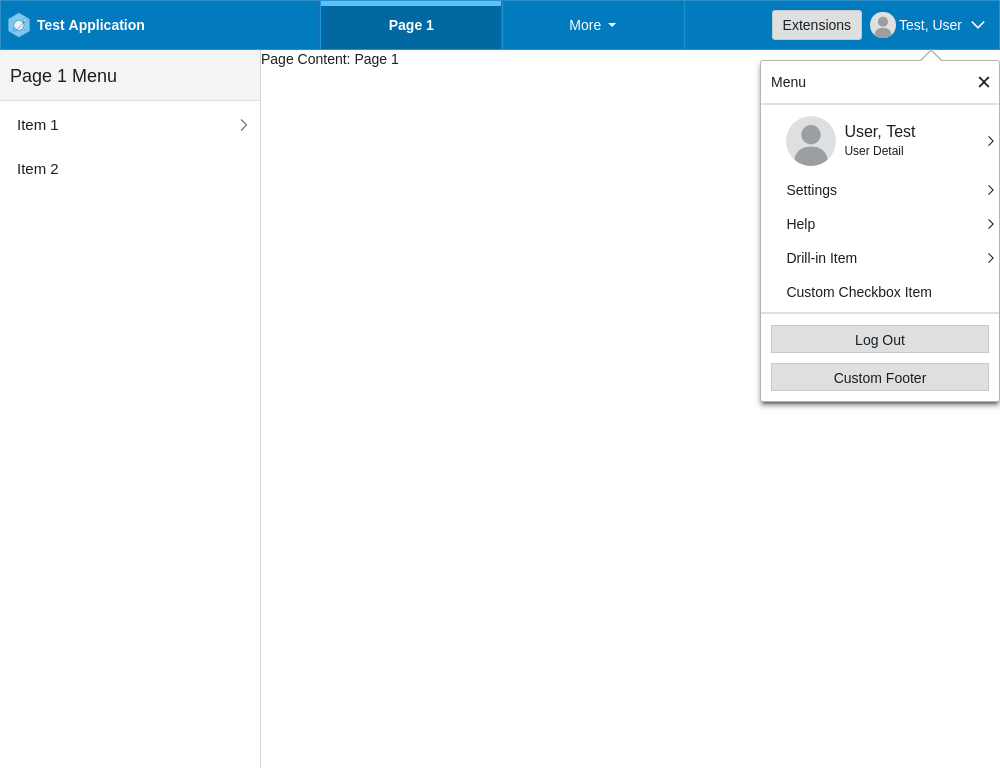 Test Application
Page 1
More
Extensions
Test, User
Page 1 Menu
Item 1
Item 2
Page Content: Page 1
Menu
User, Test
User Detail
Settings
Help
Drill-in Item
Custom Checkbox Item
Log Out
Custom Footer